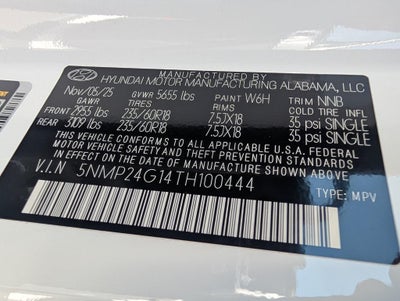 MANUFACTURED BY
HYUNDAI MOTOR MANUFACTURING ALABAMA, LLC
Nov/05/25 GVWR 5655 lbs PAINT W6H TRIM NNB
GAWR TIRES RIMS COLD TIRE INFL
FRONT 2955 lbs 235/60R18 7.5JX18 35 psi SINGLE
REAR 3109 lbs 235/60R18 7.5JX18 35 psi SINGLE
THIS VEHICLE CONFORMS TO ALL APPLICABLE U.S.A. FEDERAL
MOTOR VEHICLE SAFETY AND THEFT PREVENTION STANDARDS
IN EFFECT ON THE DATE OF MANUFACTURE SHOWN ABOVE
V.I.N 5NMP24G14TH100444
TYPE: MPV